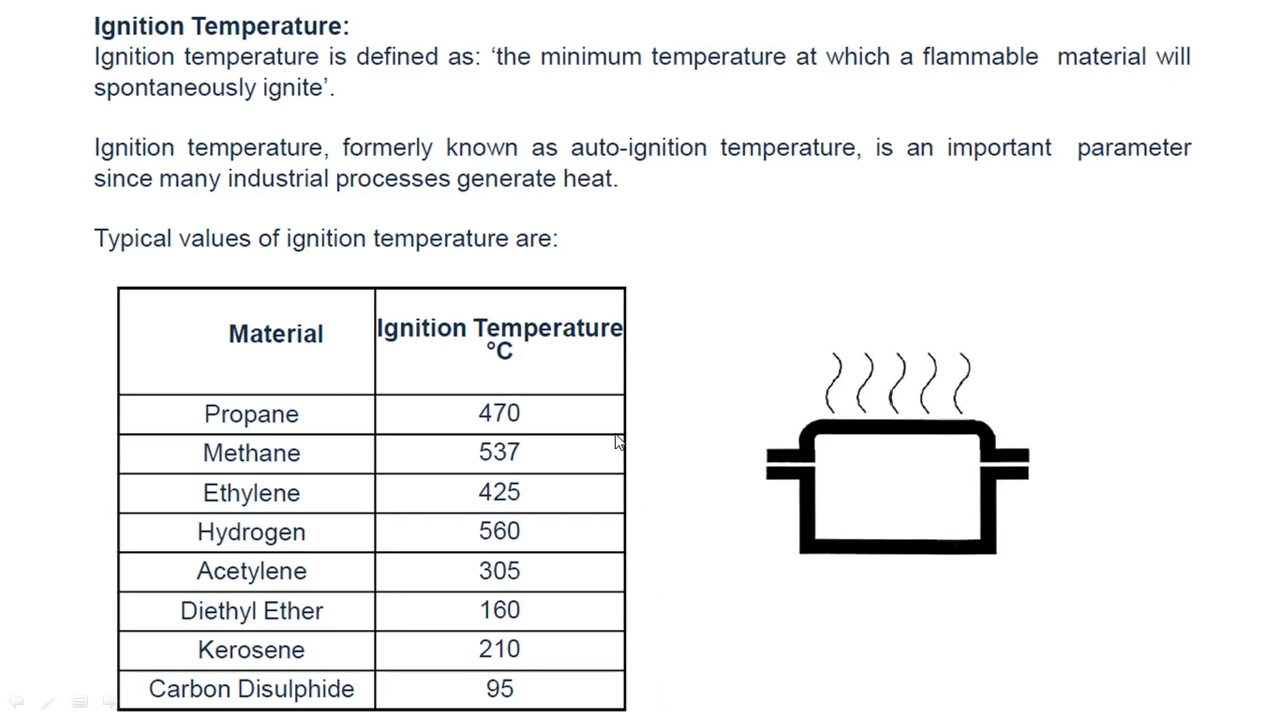 Ignition Temperature:
Ignition temperature is defined as: ‘the minimum temperature at which a flammable material will
spontaneously ignite’.
Ignition temperature, formerly known as auto-ignition temperature, is an important parameter
since many industrial processes generate heat.
Typical values of ignition temperature are:
Material
Ignition Temperature
°C
Propane 470
Methane 537
Ethylene 425
Hydrogen 560
Acetylene 305
Diethyl Ether 160
Kerosene 210
Carbon Disulphide 95